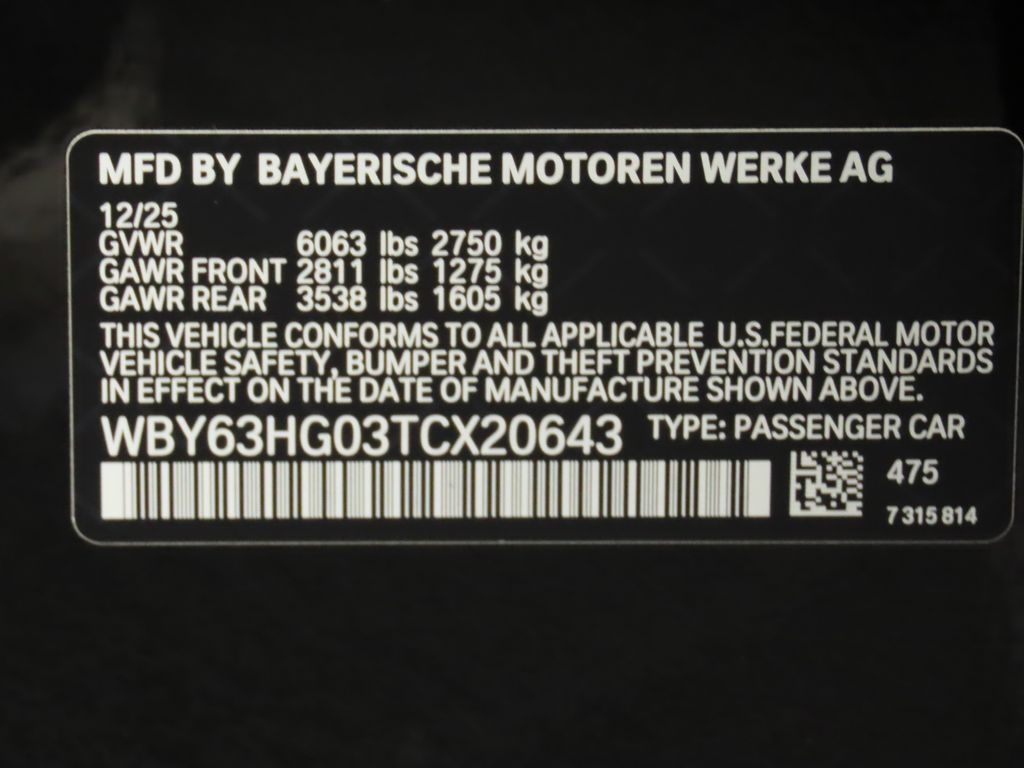 MFD BY BAYERISCHE MOTOREN WERKE AG
12/25
GVWR 6063 lbs 2750 kg
GAWR FRONT 2811 lbs 1275 kg
GAWR REAR 3538 lbs 1605 kg
THIS VEHICLE CONFORMS TO ALL APPLICABLE U.S.FEDERAL MOTOR
VEHICLE SAFETY, BUMPER AND THEFT PREVENTION STANDARDS
IN EFFECT ON THE DATE OF MANUFACTURE SHOWN ABOVE.
WBY63HG03TCX20643 TYPE: PASSENGER CAR
475
7 315 814